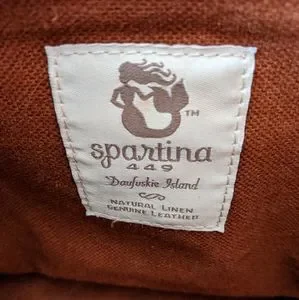 TM
spartina
449
Daufuskie Island
NATURAL LINEN
GENUINE LEATHER